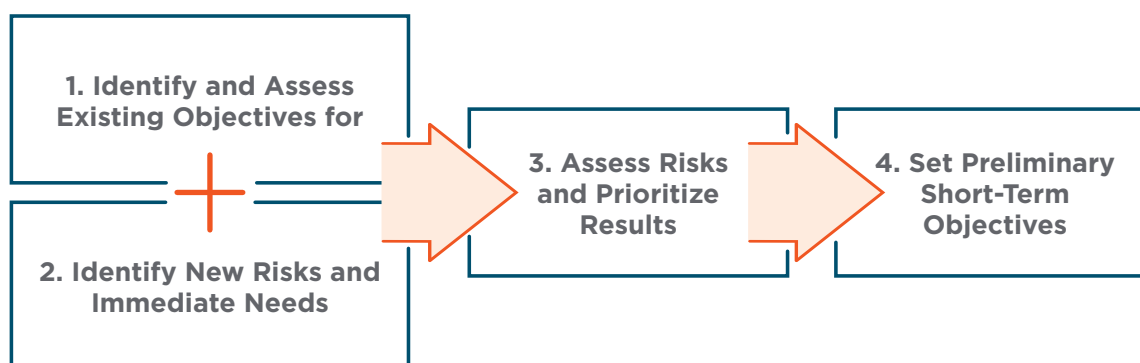 1. Identify and Assess
Existing Objectives for
2. Identify New Risks and
Immediate Needs
3. Assess Risks
and Prioritize
Results
4. Set Preliminary
Short-Term
Objectives